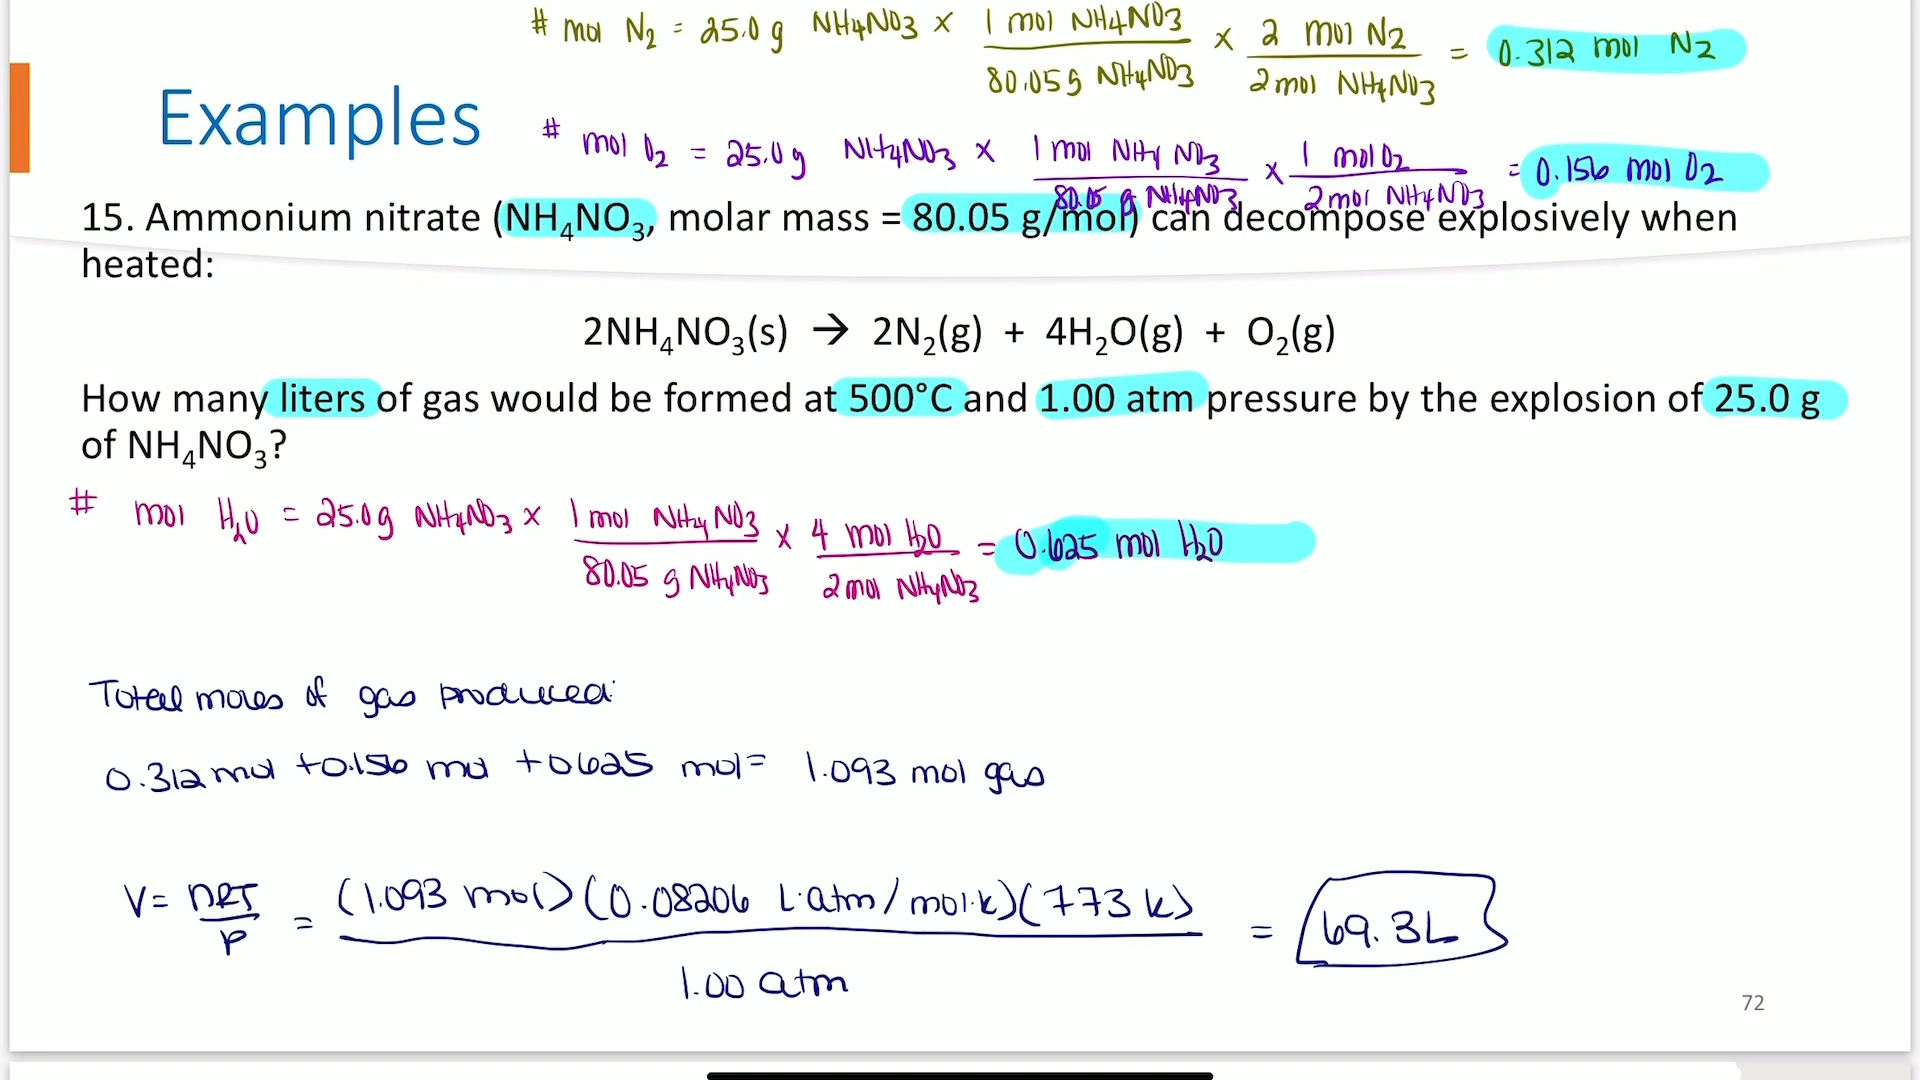 # mol N₂ = 25.0 g NH4NO3 x 1 mol NH4NO3 / 80.05g NH4NO3 x 2 mol N2 / 2 mol NH4NO3 = 0.312 mol N2
Examples
# mol O2 = 25.0g NH4NO3 x 1 mol NH4NO3 / 80.05 g NH4NO3 x 1 mol O2 / 2 mol NH4NO3 = 0.156 mol O2
15. Ammonium nitrate (NH₄NO₃, molar mass = 80.05 g/mol) can decompose explosively when
heated:
2NH₄NO₃(s) → 2N₂(g) + 4H₂O(g) + O₂(g)
How many liters of gas would be formed at 500°C and 1.00 atm pressure by the explosion of 25.0 g
of NH₄NO₃?
# mol H₂O = 25.0g NH4NO3 x 1 mol NH4NO3 / 80.05 g NH4NO3 x 4 mol H2O / 2 mol NH4NO3 = 0.625 mol H2O
Total moles of gas produced:
0.312 mol + 0.156 mol + 0.625 mol = 1.093 mol gas
V = nRT / P = (1.093 mol)(0.08206 L·atm/mol·k)(773 k) / 1.00 atm = 69.3L
72